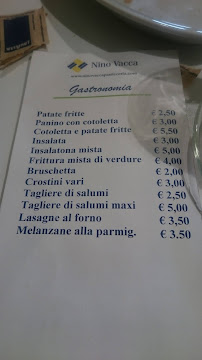 Nino Vacca
Gastronomia
Patate fritte € 2,50
Panino con cotoletta € 3,00
Cotoletta e patate fritte € 5,50
Insalata € 3,00
Insalatona mista € 5,00
Frittura mista di verdure € 4,00
Bruschetta € 2,00
Crostini vari € 3,00
Tagliere di salumi € 2,50
Tagliere di salumi maxi € 5,00
Lasagne al forno € 3,50
Melanzane alla parmig. € 3.50